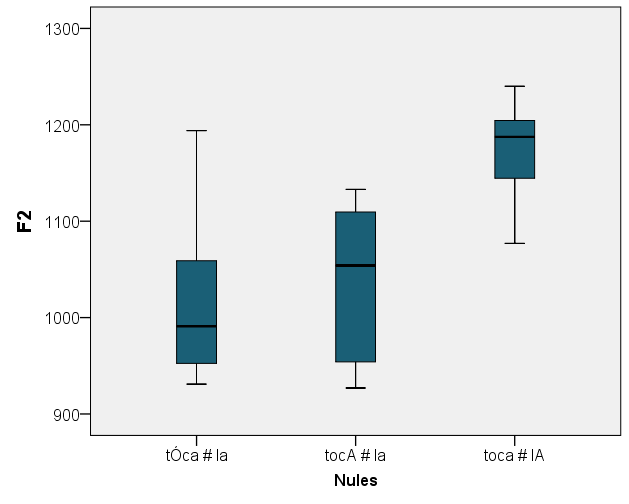 1300
1200
1100
1000
900
F2
tÓca # la
tocA # la
toca # lA
Nules